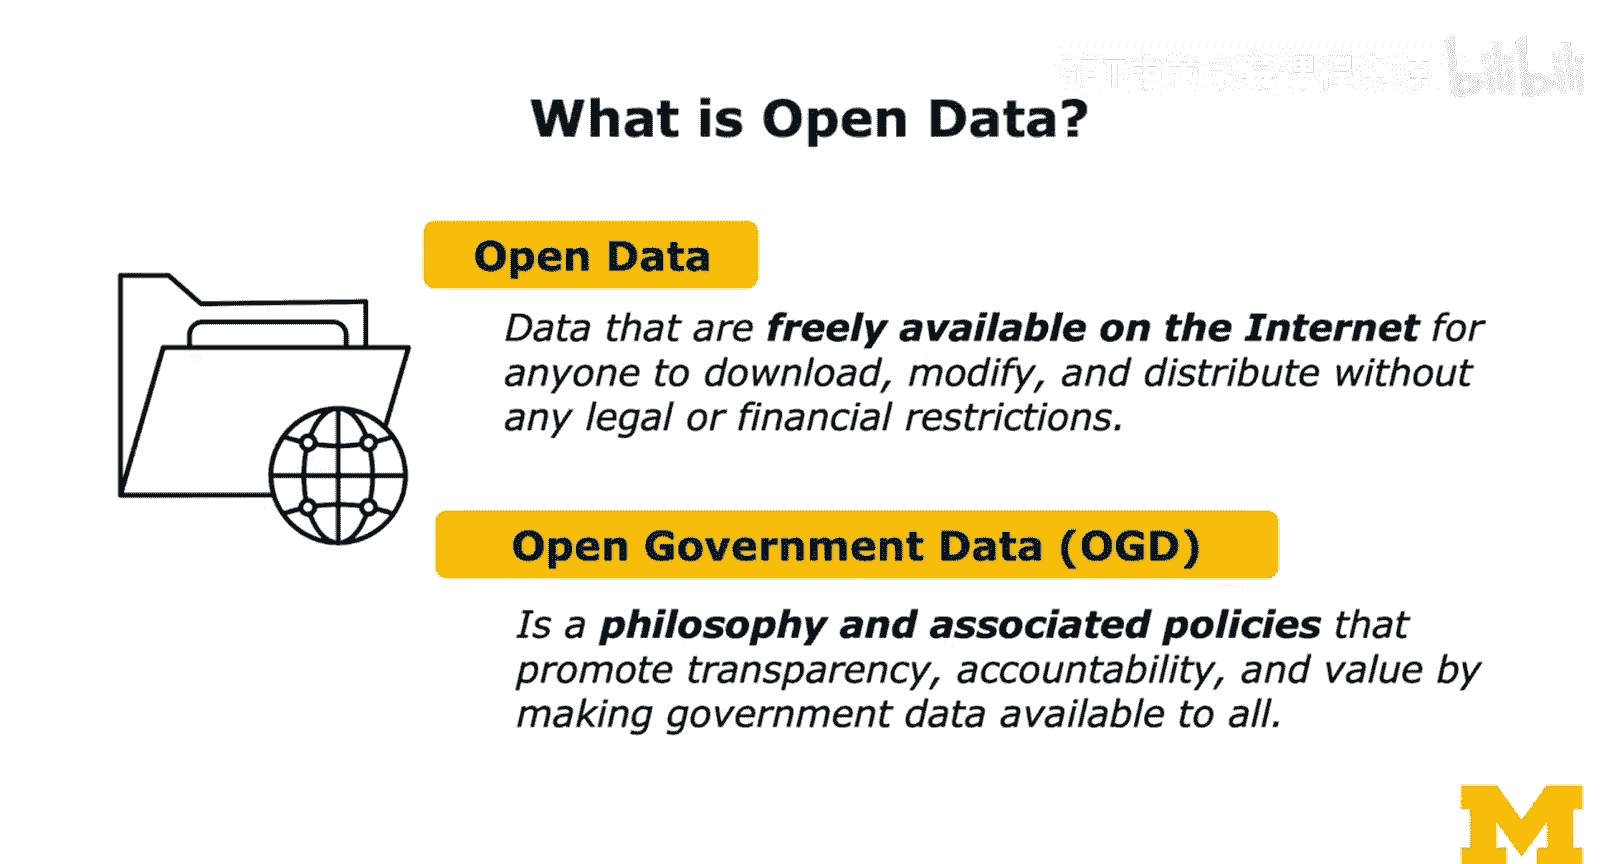 bilibili
What is Open Data?
Open Data
Data that are freely available on the Internet for
anyone to download, modify, and distribute without
any legal or financial restrictions.
Open Government Data (OGD)
Is a philosophy and associated policies that
promote transparency, accountability, and value by
making government data available to all.
M